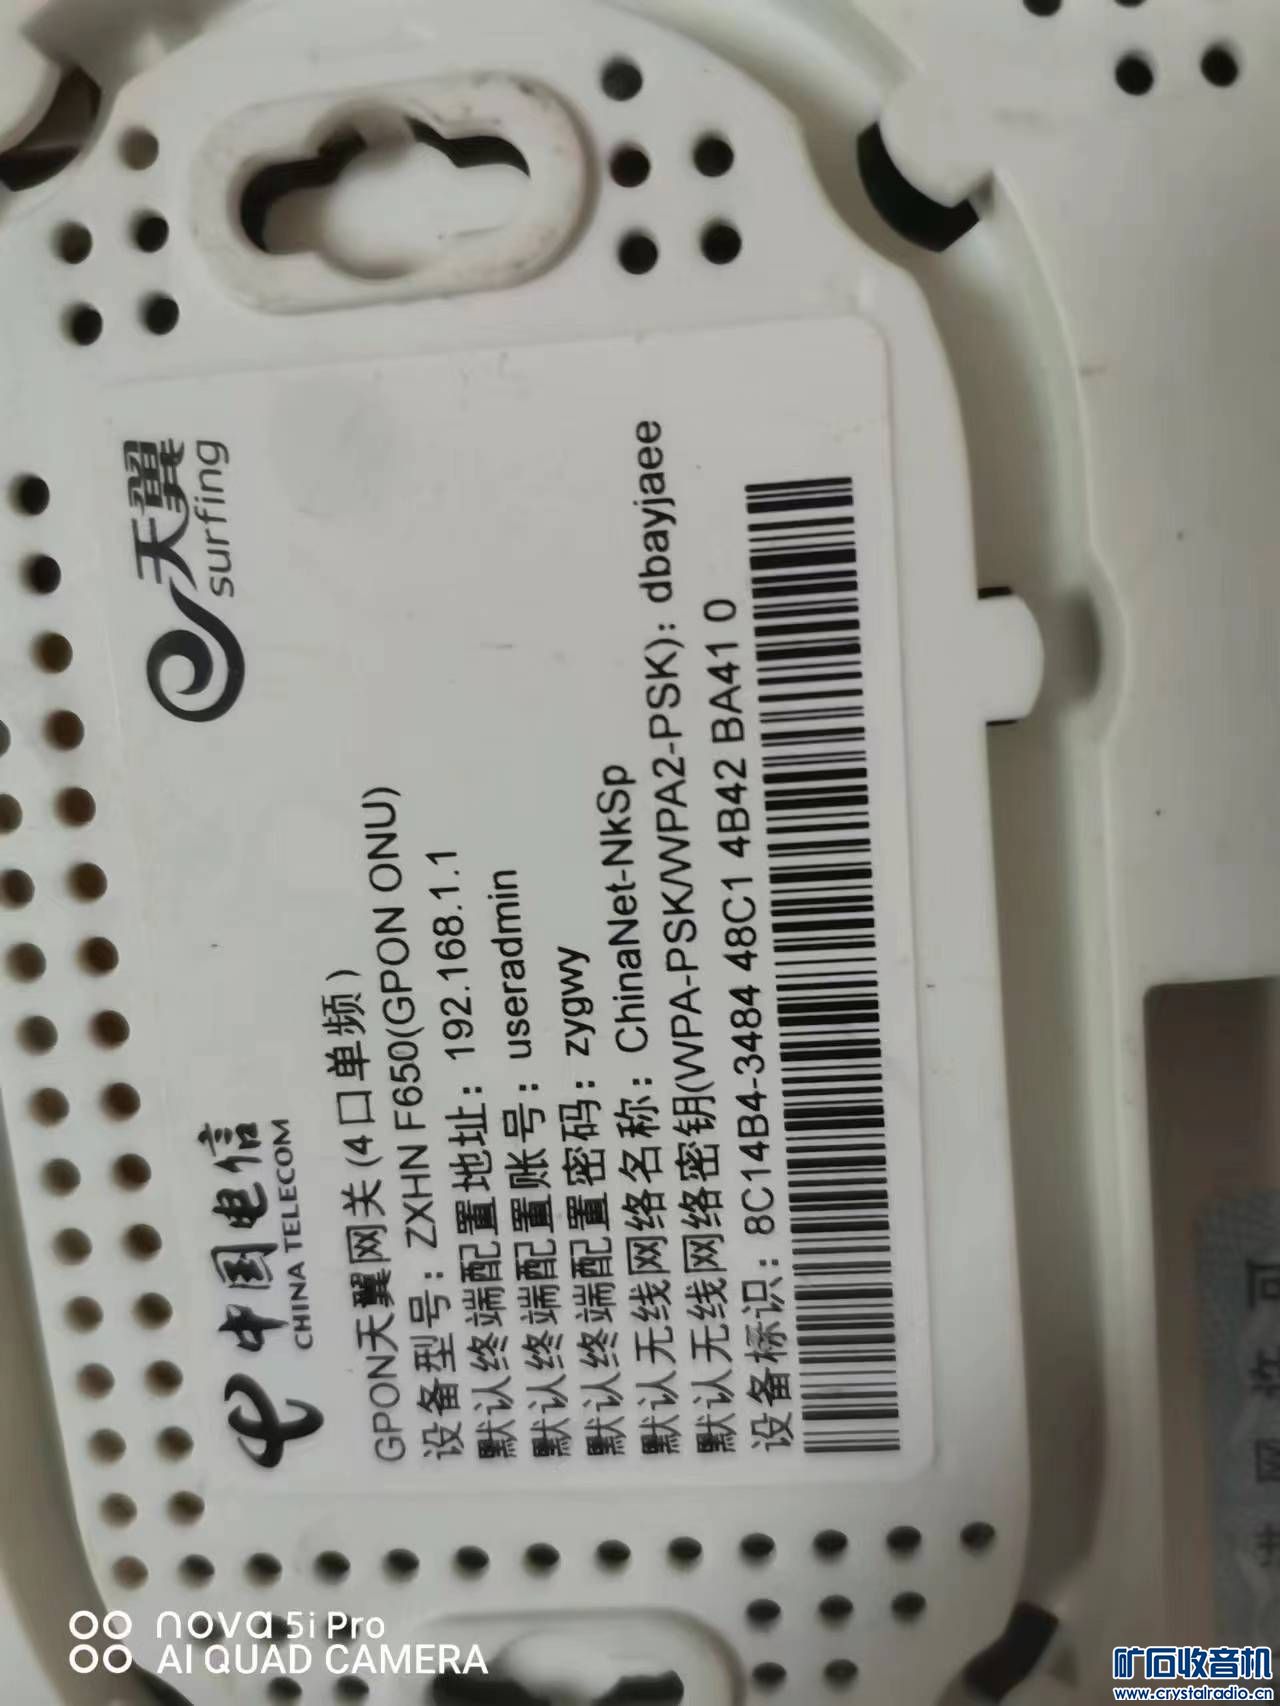 中国电信
CHINA TELECOM
天翼
surfing
GPON天翼网关(4口单频)
设备型号：ZXHN F650(GPON ONU)
默认终端配置地址：192.168.1.1
默认终端配置账号：useradmin
默认终端配置密码：zygwy
默认无线网络名称：ChinaNet-NkSp
默认无线网络密钥(WPA-PSK/WPA2-PSK)：dbayjaee
设备标识：8C14B4-3484 48C1 4B42 BA41 0
网 许 可
nova 5i Pro
AI QUAD CAMERA
矿石收音机
www.crystalradio.cn